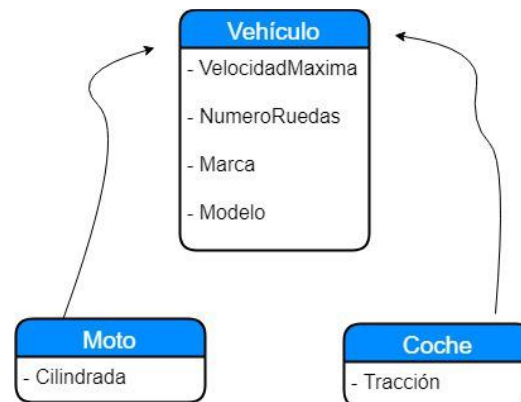 Vehículo
- VelocidadMaxima
- NumeroRuedas
- Marca
- Modelo
Moto
- Cilindrada
Coche
- Tracción